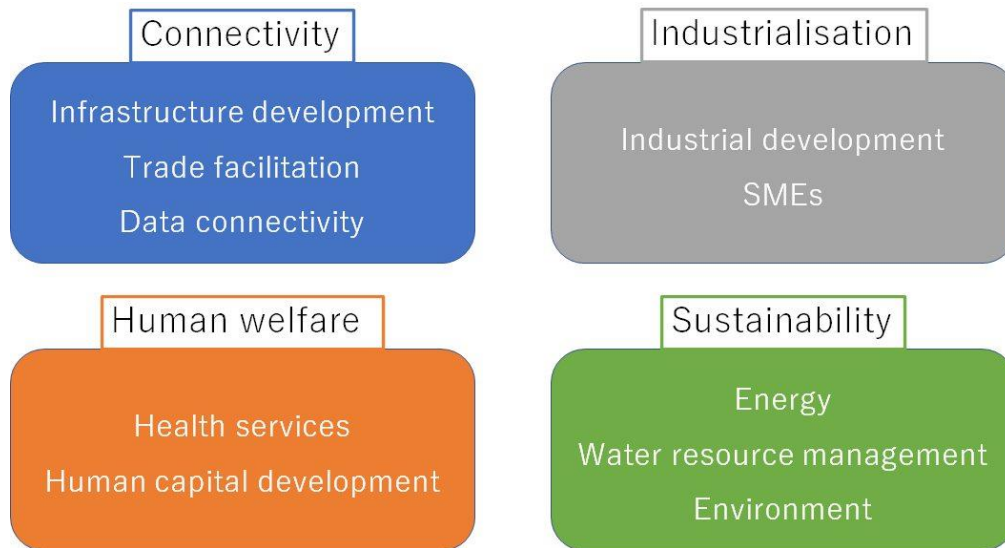 Connectivity
Infrastructure development
Trade facilitation
Data connectivity
Industrialisation
Industrial development
SMEs
Human welfare
Health services
Human capital development
Sustainability
Energy
Water resource management
Environment